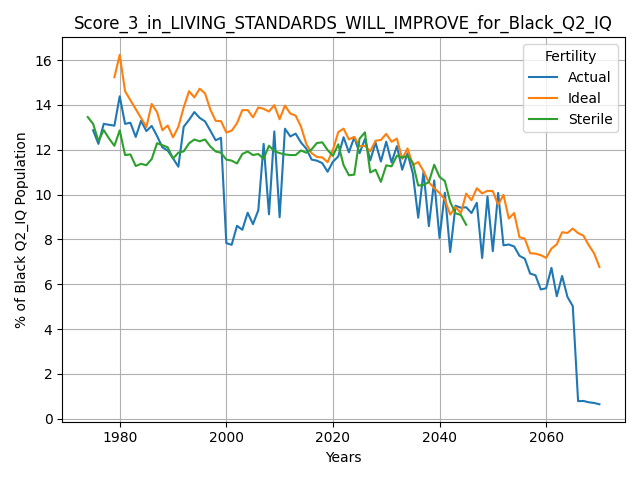 Score_3_in_LIVING_STANDARDS_WILL_IMPROVE_for_Black_Q2_IQ
Fertility
Actual
Ideal
Sterile
% of Black Q2_IQ Population
16
14
12
10
8
6
4
2
0
1980 2000 2020 2040 2060
Years